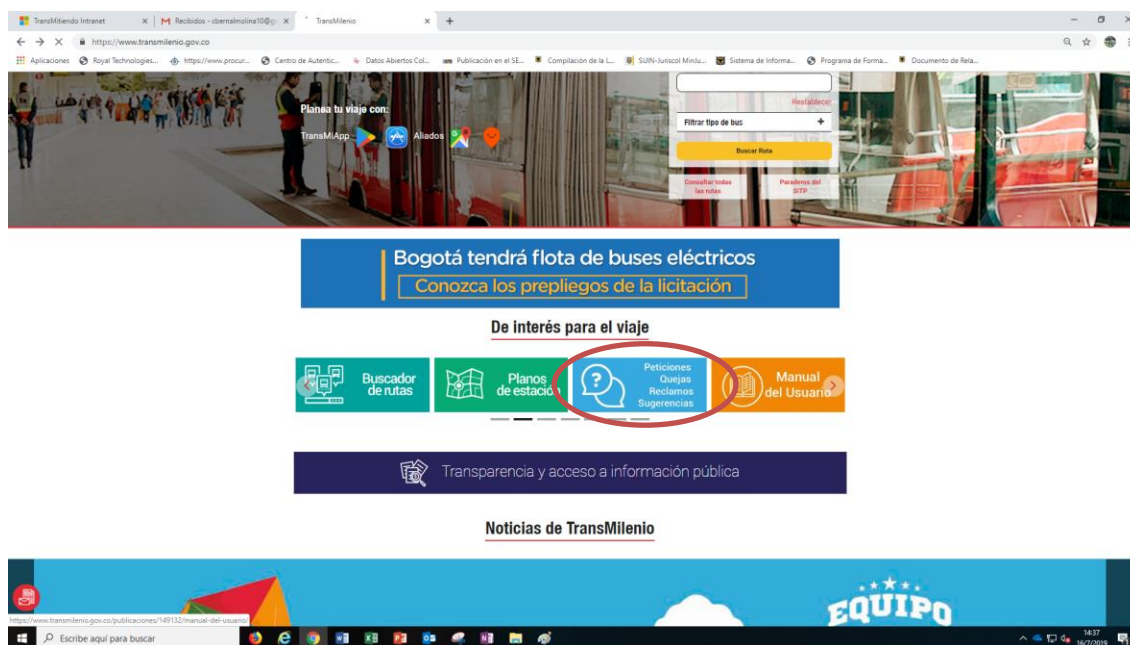 TransMitiendo Intranet
Recibidos - cbernalmolina10@g
TransMilenio
https://www.transmilenio.gov.co
Aplicaciones
Royal Technologies...
https://www.procur...
Centro de Autentic...
Datos Abiertos Col...
Publicación en el SE...
Compilación de la L...
SUIN-Juriscol MinJu...
Sistema de Informa...
Programa de Forma...
Documento de Rela...
Planea tu viaje con:
TransMiApp
Aliados
Restablecer
Filtrar tipo de bus +
Buscar Ruta
Consultar todas
las rutas
Paraderos del
SITP
Bogotá tendrá flota de buses eléctricos
Conozca los prepliegos de la licitación
De interés para el viaje
Buscador
de rutas
Planos
de estación
Peticiones
Quejas
Reclamos
Sugerencias
Manual
del Usuario
Transparencia y acceso a información pública
Noticias de TransMilenio
EQUIPO
https://www.transmilenio.gov.co/publicaciones/149132/manual-del-usuario/
Escribe aquí para buscar
14:37
16/7/2019